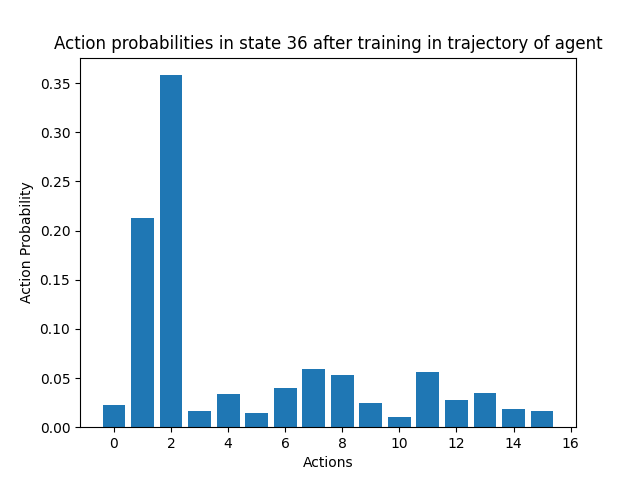 Action probabilities in state 36 after training in trajectory of agent
0.35
0.30
0.25
0.20
0.15
0.10
0.05
0.00
Action Probability
0 2 4 6 8 10 12 14 16
Actions